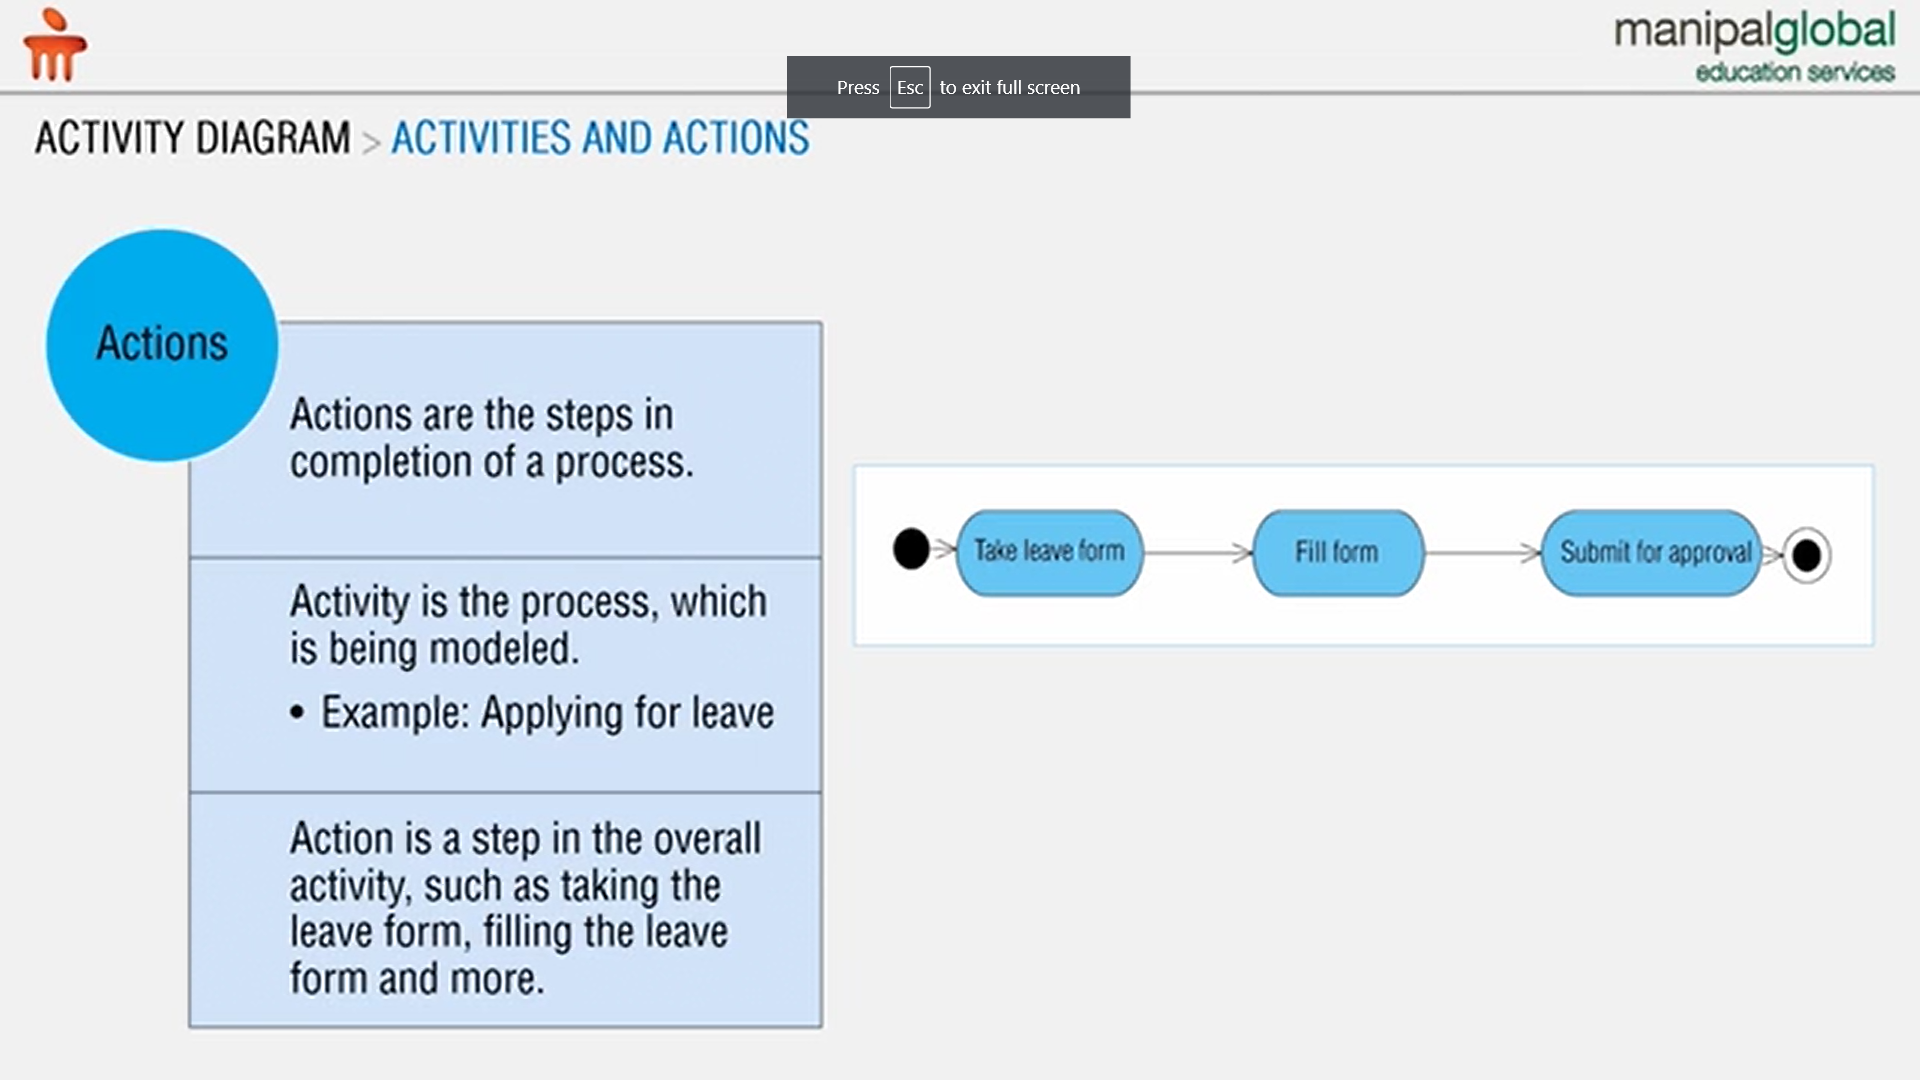 manipalglobal
education services
Press Esc to exit full screen
ACTIVITY DIAGRAM > ACTIVITIES AND ACTIONS
Actions
Actions are the steps in
completion of a process.
Activity is the process, which
is being modeled.
• Example: Applying for leave
Action is a step in the overall
activity, such as taking the
leave form, filling the leave
form and more.
Take leave form
Fill form
Submit for approval